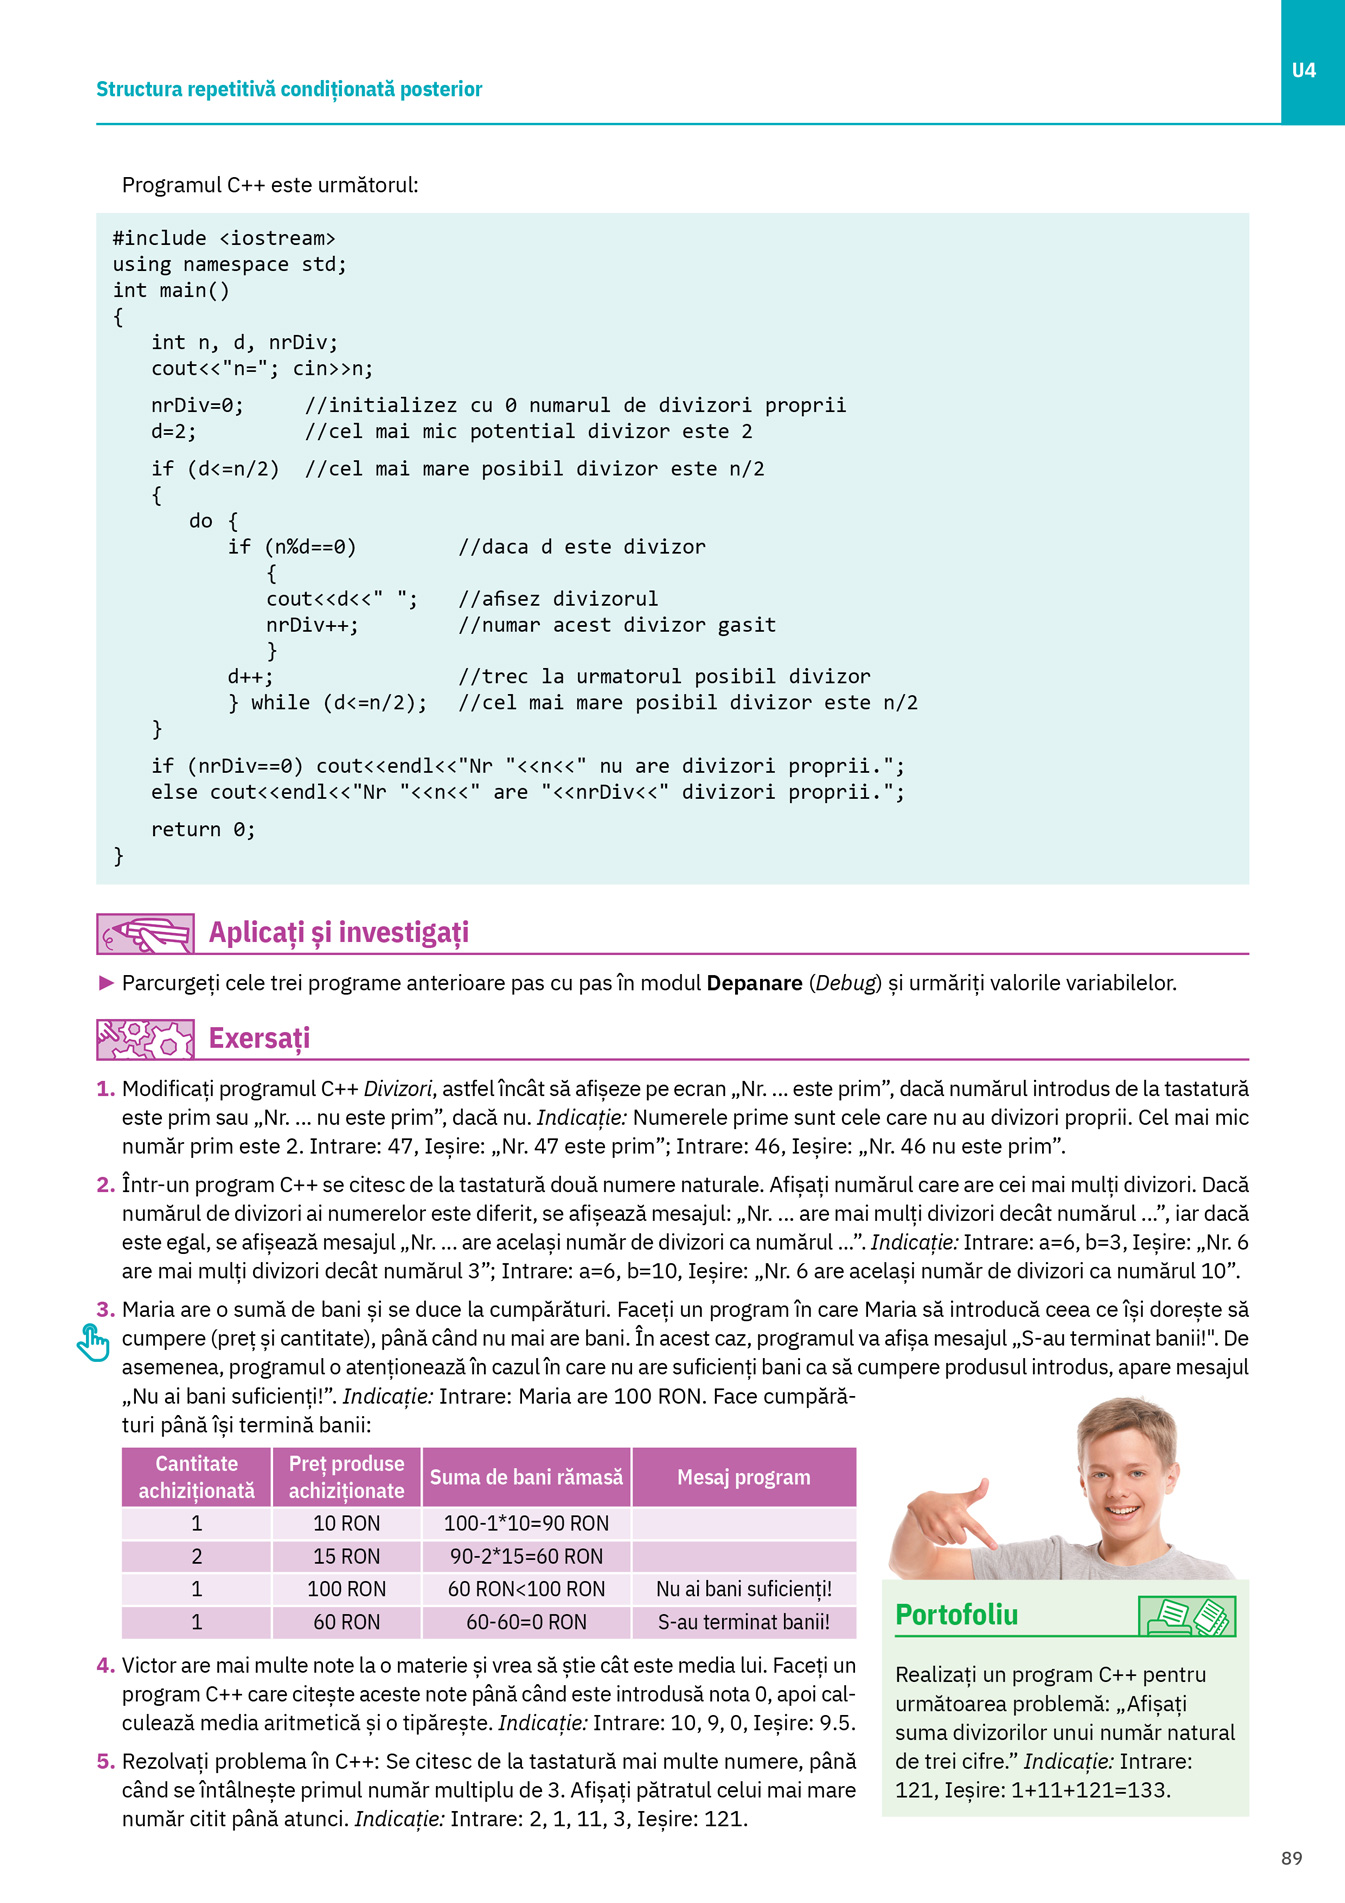 U4
Structura repetitivă condiționată posterior
Programul C++ este următorul:
#include <iostream>
using namespace std;
int main()
{
int n, d, nrDiv;
cout<<"n="; cin>>n;
nrDiv=0; //initializez cu 0 numarul de divizori proprii
d=2; //cel mai mic potential divizor este 2
if (d<=n/2) //cel mai mare posibil divizor este n/2
{
do {
if (n%d==0) //daca d este divizor
{
cout<<d<<" "; //afisez divizorul
nrDiv++; //numar acest divizor gasit
}
d++; //trec la urmatorul posibil divizor
} while (d<=n/2); //cel mai mare posibil divizor este n/2
}
if (nrDiv==0) cout<<endl<<"Nr "<<n<<" nu are divizori proprii.";
else cout<<endl<<"Nr "<<n<<" are "<<nrDiv<<" divizori proprii.";
return 0;
}
Aplicați și investigați
► Parcurgeți cele trei programe anterioare pas cu pas în modul Depanare (Debug) și urmăriți valorile variabilelor.
Exersați
1. Modificați programul C++ Divizori, astfel încât să afișeze pe ecran „Nr. ... este prim”, dacă numărul introdus de la tastatură
este prim sau „Nr. ... nu este prim”, dacă nu. Indicație: Numerele prime sunt cele care nu au divizori proprii. Cel mai mic
număr prim este 2. Intrare: 47, Ieșire: „Nr. 47 este prim”; Intrare: 46, Ieșire: „Nr. 46 nu este prim”.
2. Într-un program C++ se citesc de la tastatură două numere naturale. Afișați numărul care are cei mai mulți divizori. Dacă
numărul de divizori ai numerelor este diferit, se afișează mesajul: „Nr. ... are mai mulți divizori decât numărul ...”, iar dacă
este egal, se afișează mesajul „Nr. ... are același număr de divizori ca numărul ...”. Indicație: Intrare: a=6, b=3, Ieșire: „Nr. 6
are mai mulți divizori decât numărul 3”; Intrare: a=6, b=10, Ieșire: „Nr. 6 are același număr de divizori ca numărul 10”.
3. Maria are o sumă de bani și se duce la cumpărături. Faceți un program în care Maria să introducă ceea ce își dorește să
cumpere (preț și cantitate), până când nu mai are bani. În acest caz, programul va afișa mesajul „S-au terminat banii!". De
asemenea, programul o atenționează în cazul în care nu are suficienți bani ca să cumpere produsul introdus, apare mesajul
„Nu ai bani suficienți!”. Indicație: Intrare: Maria are 100 RON. Face cumpără-
turi până își termină banii:
Cantitate achiziționată Preț produse achiziționate Suma de bani rămasă Mesaj program
1 10 RON 100-1*10=90 RON
2 15 RON 90-2*15=60 RON
1 100 RON 60 RON<100 RON Nu ai bani suficienți!
1 60 RON 60-60=0 RON S-au terminat banii!
4. Victor are mai multe note la o materie și vrea să știe cât este media lui. Faceți un
program C++ care citește aceste note până când este introdusă nota 0, apoi cal-
culează media aritmetică și o tipărește. Indicație: Intrare: 10, 9, 0, Ieșire: 9.5.
5. Rezolvați problema în C++: Se citesc de la tastatură mai multe numere, până
când se întâlnește primul număr multiplu de 3. Afișați pătratul celui mai mare
număr citit până atunci. Indicație: Intrare: 2, 1, 11, 3, Ieșire: 121.
Portofoliu
Realizați un program C++ pentru
următoarea problemă: „Afișați
suma divizorilor unui număr natural
de trei cifre.” Indicație: Intrare:
121, Ieșire: 1+11+121=133.
89